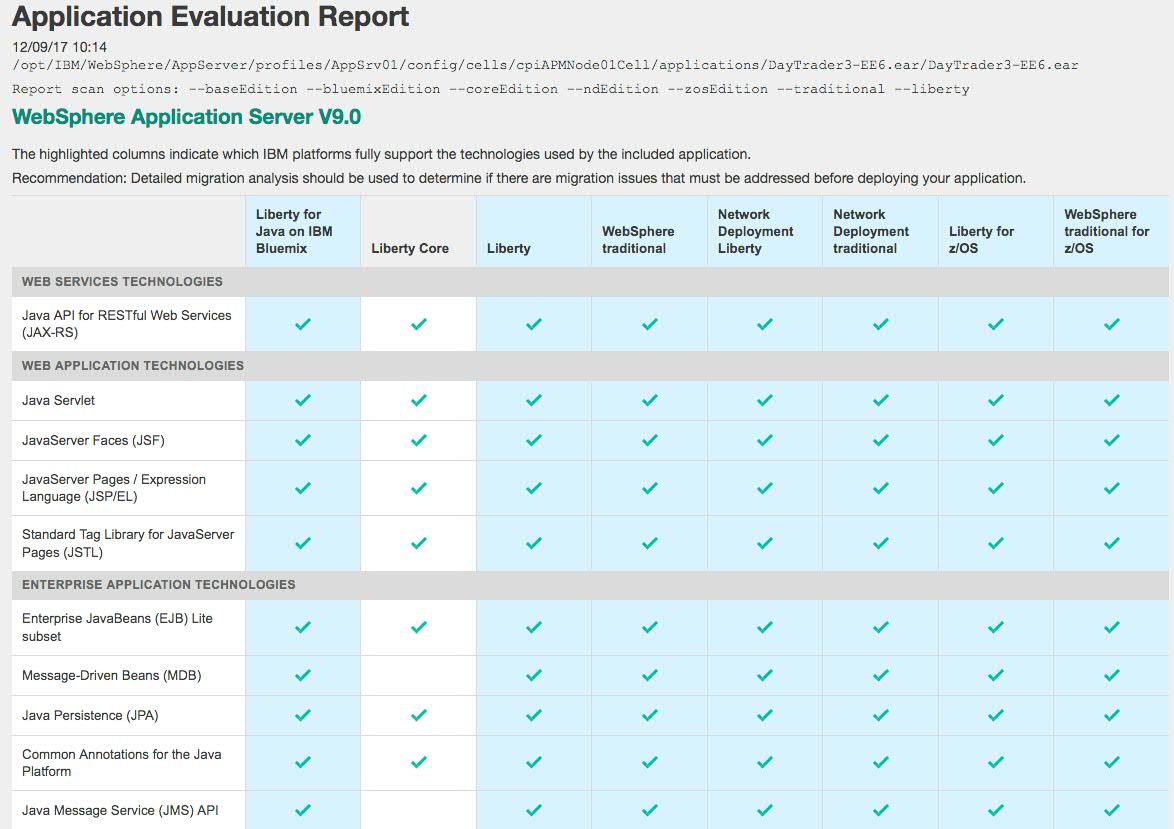 Application Evaluation Report
12/09/17 10:14
/opt/IBM/WebSphere/AppServer/profiles/AppSrv01/config/cells/cpiAPMNode01Cell/applications/DayTrader3-EE6.ear/DayTrader3-EE6.ear
Report scan options: --baseEdition --bluemixEdition --coreEdition --ndEdition --zosEdition --traditional --liberty
WebSphere Application Server V9.0
The highlighted columns indicate which IBM platforms fully support the technologies used by the included application.
Recommendation: Detailed migration analysis should be used to determine if there are migration issues that must be addressed before deploying your application.
Liberty for
Java on IBM
Bluemix
Liberty Core
Liberty
WebSphere
traditional
Network
Deployment
Liberty
Network
Deployment
traditional
Liberty for
z/OS
WebSphere
traditional for
z/OS
WEB SERVICES TECHNOLOGIES
Java API for RESTful Web Services
(JAX-RS)
WEB APPLICATION TECHNOLOGIES
Java Servlet
JavaServer Faces (JSF)
JavaServer Pages / Expression
Language (JSP/EL)
Standard Tag Library for JavaServer
Pages (JSTL)
ENTERPRISE APPLICATION TECHNOLOGIES
Enterprise JavaBeans (EJB) Lite
subset
Message-Driven Beans (MDB)
Java Persistence (JPA)
Common Annotations for the Java
Platform
Java Message Service (JMS) API